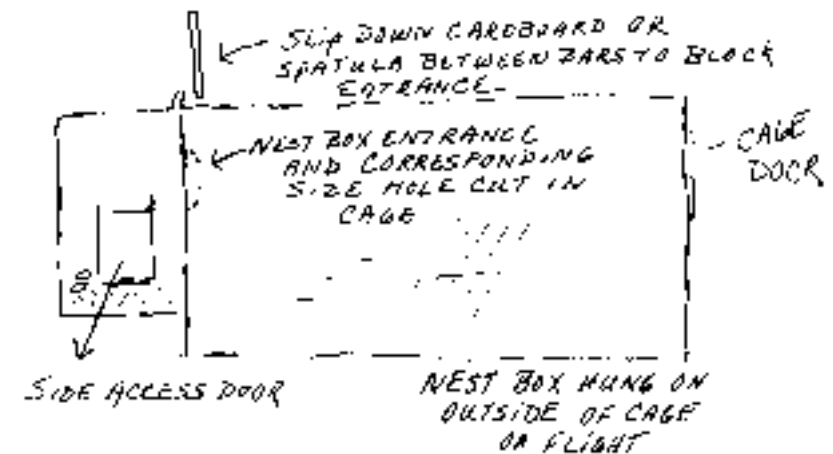 SLIP DOWN CARDBOARD OR
SPATULA BETWEEN BARS TO BLOCK
ENTRANCE-
NEST BOX ENTRANCE
AND CORRESPONDING
SIZE HOLE CUT IN
CAGE
CAGE
DOOR
SIDE ACCESS DOOR
NEST BOX HUNG ON
OUTSIDE OF CAGE
OR FLIGHT